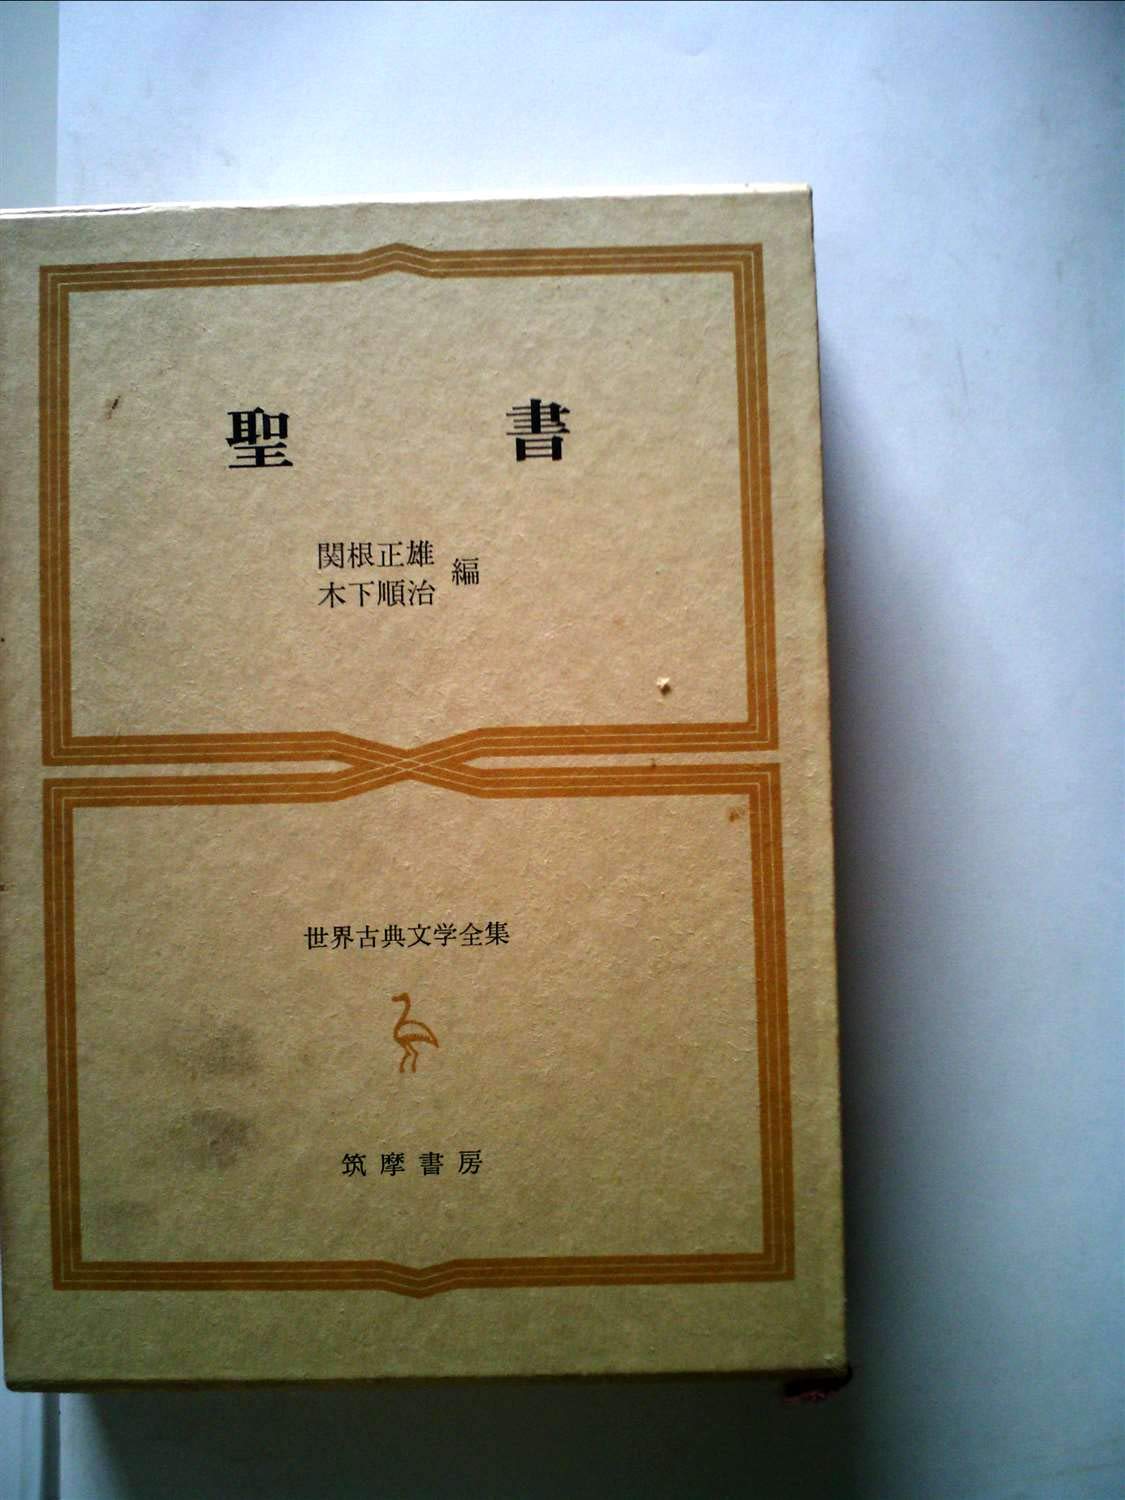 聖書
関根正雄
木下順治 編
世界古典文学全集
筑摩書房